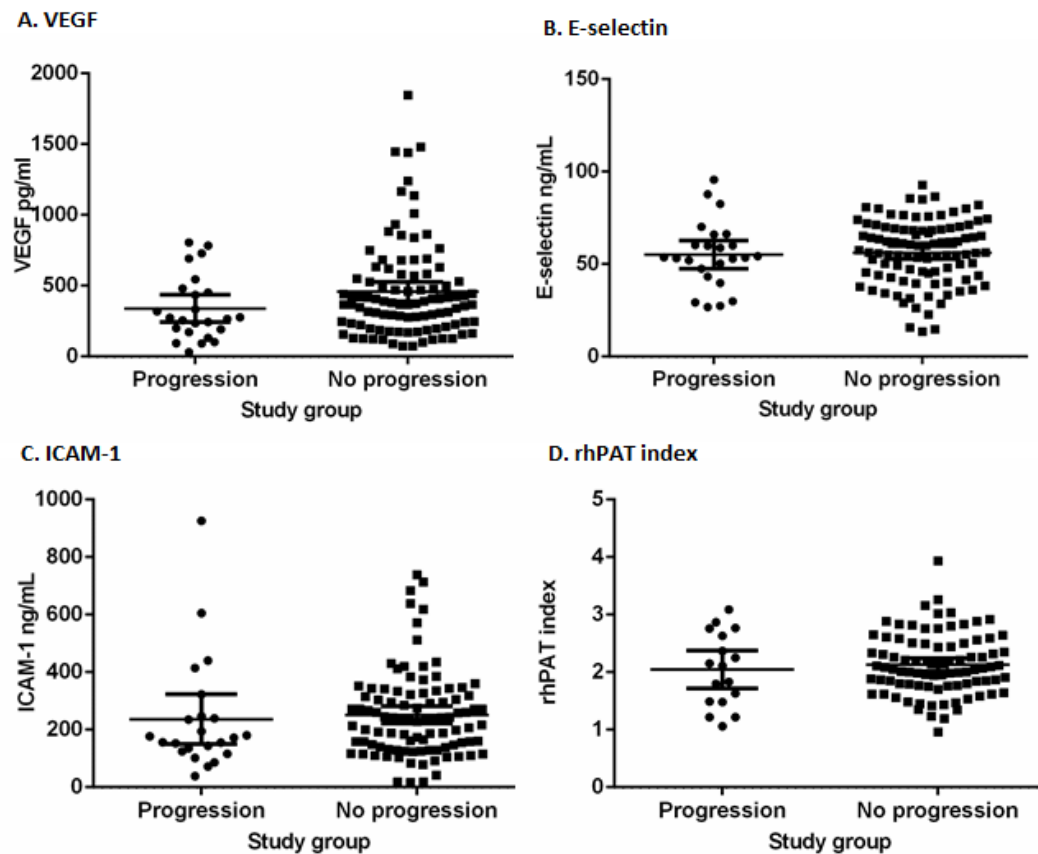 A. VEGF
VEGF pg/ml
2000
1500
1000
500
0
Progression No progression
Study group
B. E-selectin
E-selectin ng/mL
150
100
50
0
Progression No progression
Study group
C. ICAM-1
ICAM-1 ng/mL
1000
800
600
400
200
0
Progression No progression
Study group
D. rhPAT index
rhPAT index
5
4
3
2
1
0
Progression No progression
Study group